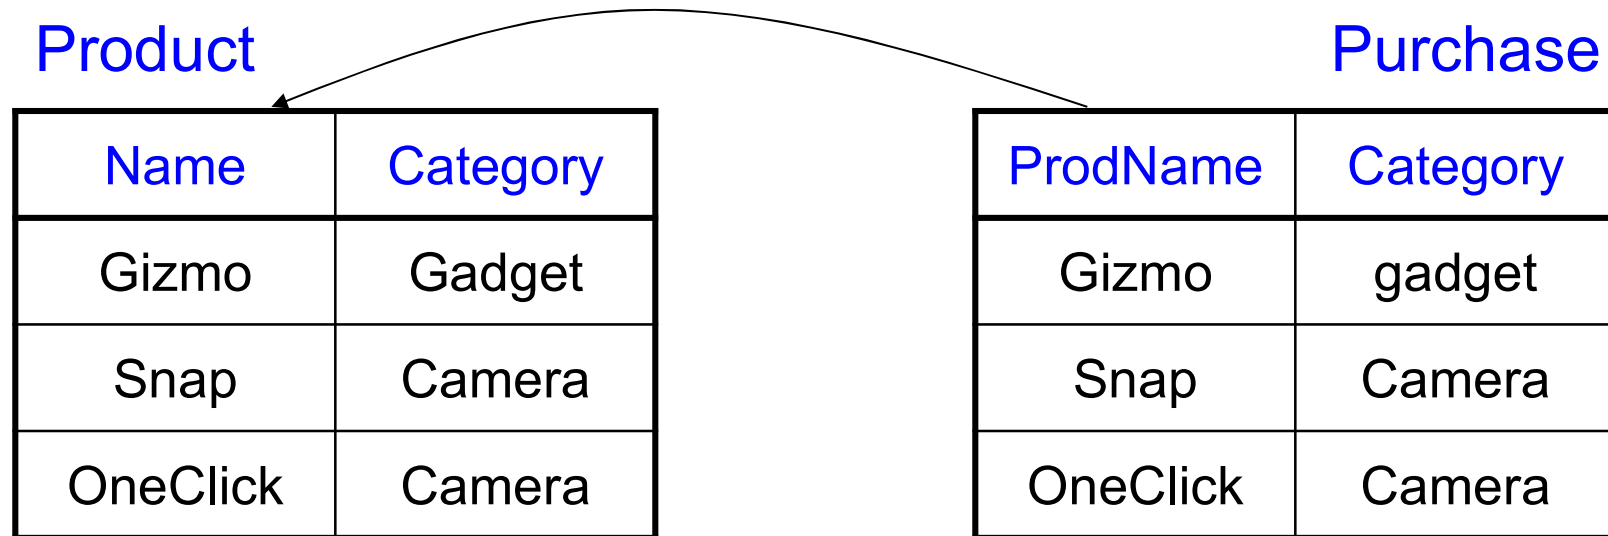 Product
Name Category
Gizmo Gadget
Snap Camera
OneClick Camera
Purchase
ProdName Category
Gizmo gadget
Snap Camera
OneClick Camera